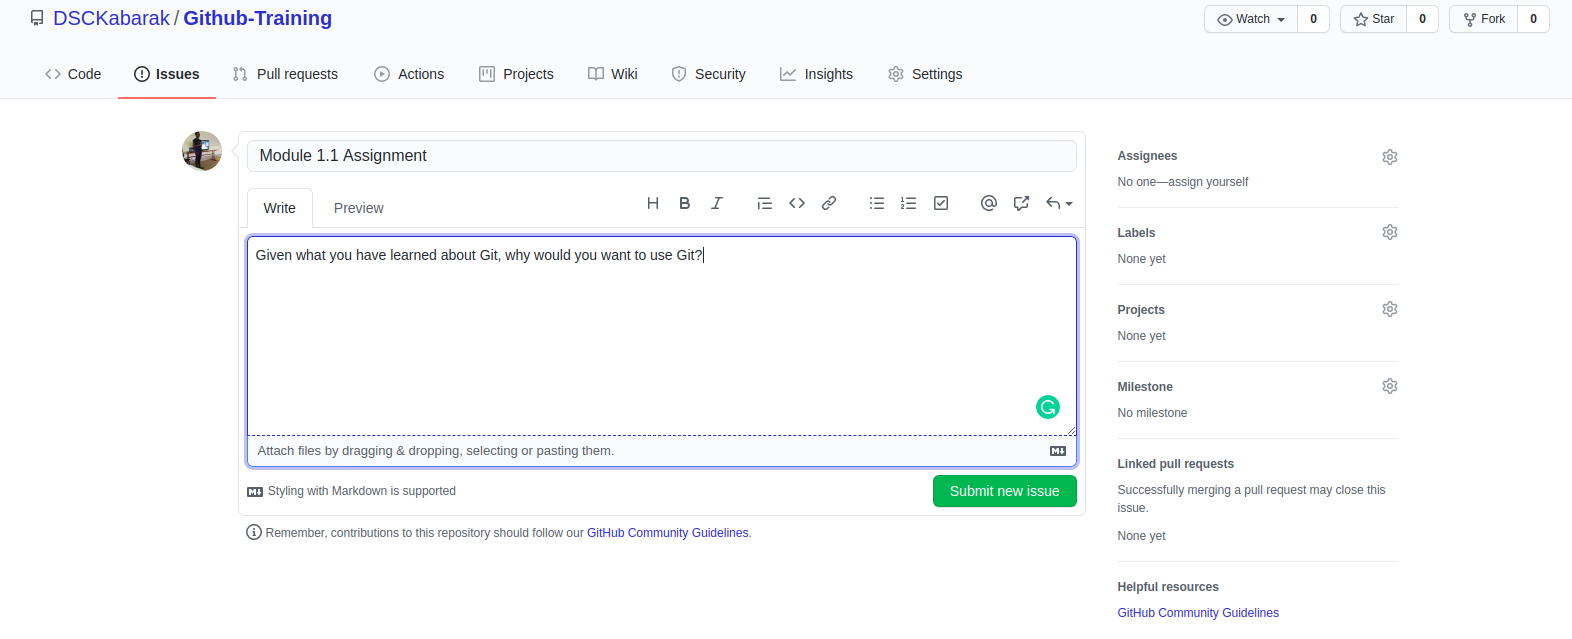 DSCKabarak / Github-Training
Watch 0 Star 0 Fork 0
Code Issues Pull requests Actions Projects Wiki Security Insights Settings
Module 1.1 Assignment
Write Preview
Given what you have learned about Git, why would you want to use Git?
Attach files by dragging & dropping, selecting or pasting them.
Styling with Markdown is supported
Submit new issue
Remember, contributions to this repository should follow our GitHub Community Guidelines.
Assignees
No one—assign yourself
Labels
None yet
Projects
None yet
Milestone
No milestone
Linked pull requests
Successfully merging a pull request may close this
issue.
None yet
Helpful resources
GitHub Community Guidelines